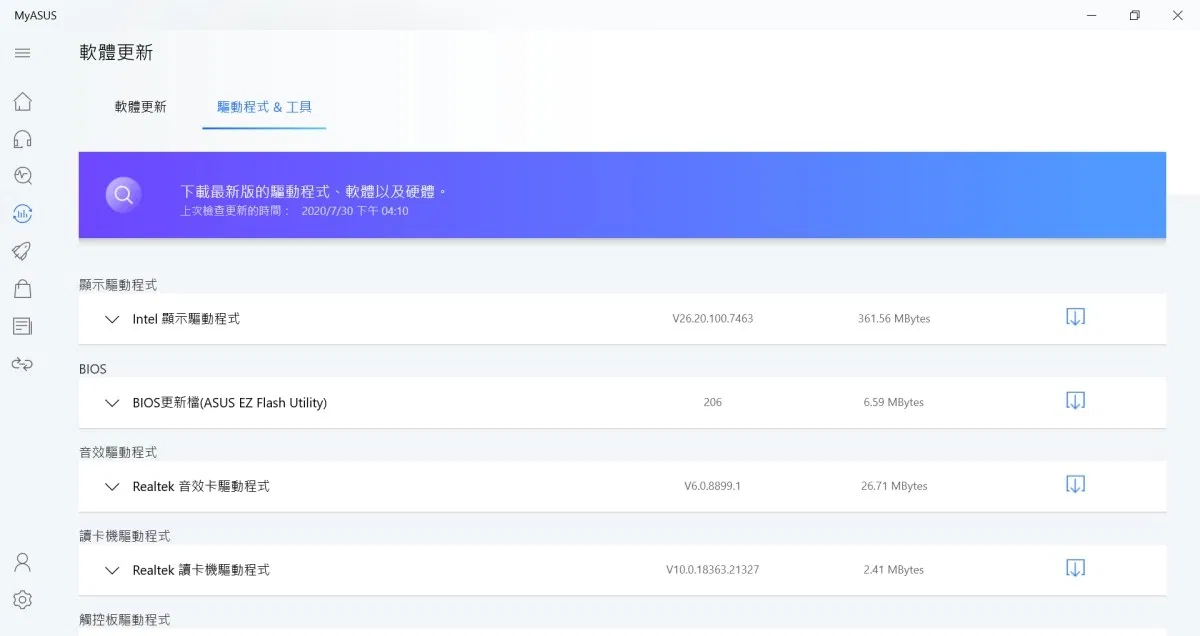 MyASUS
軟體更新
軟體更新
驅動程式 & 工具
下載最新版的驅動程式、軟體以及硬體。
上次檢查更新的時間： 2020/7/30 下午 04:10
顯示驅動程式
Intel 顯示驅動程式 V26.20.100.7463 361.56 MBytes
BIOS
BIOS更新檔(ASUS EZ Flash Utility) 206 6.59 MBytes
音效驅動程式
Realtek 音效卡驅動程式 V6.0.8899.1 26.71 MBytes
讀卡機驅動程式
Realtek 讀卡機驅動程式 V10.0.18363.21327 2.41 MBytes
觸控板驅動程式